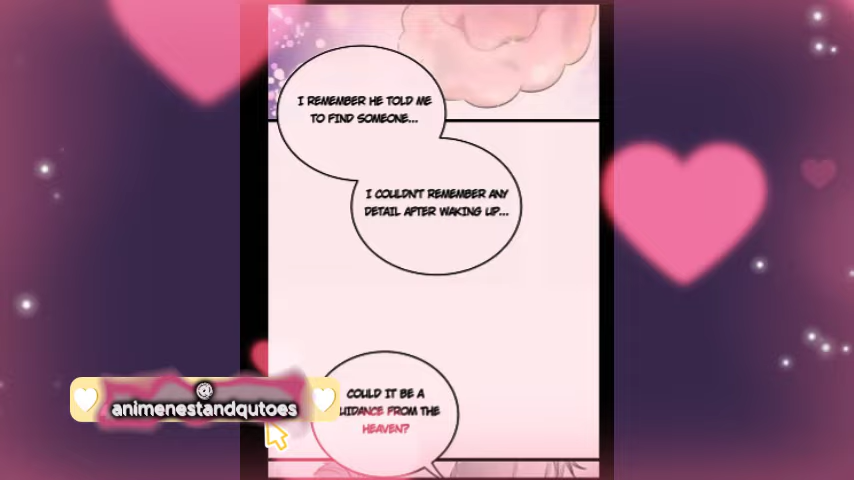 I REMEMBER HE TOLD ME
TO FIND SOMEONE...
I COULDN'T REMEMBER ANY
DETAIL AFTER WAKING UP...
COULD IT BE A
UIDANCE FROM THE
HEAVEN?
@
animenestandqutoes